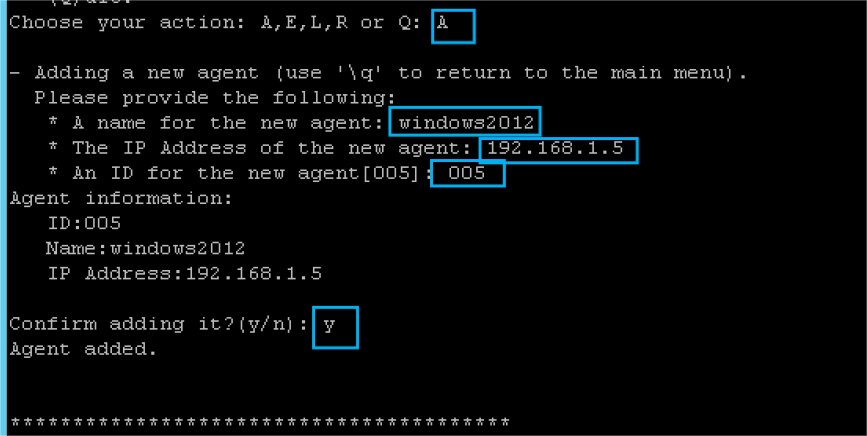 Choose your action: A,E,L,R or Q: A
- Adding a new agent (use '\q' to return to the main menu).
Please provide the following:
* A name for the new agent: windows2012
* The IP Address of the new agent: 192.168.1.5
* An ID for the new agent[005]: 005
Agent information:
ID:005
Name:windows2012
IP Address:192.168.1.5
Confirm adding it?(y/n): y
Agent added.
****************************************